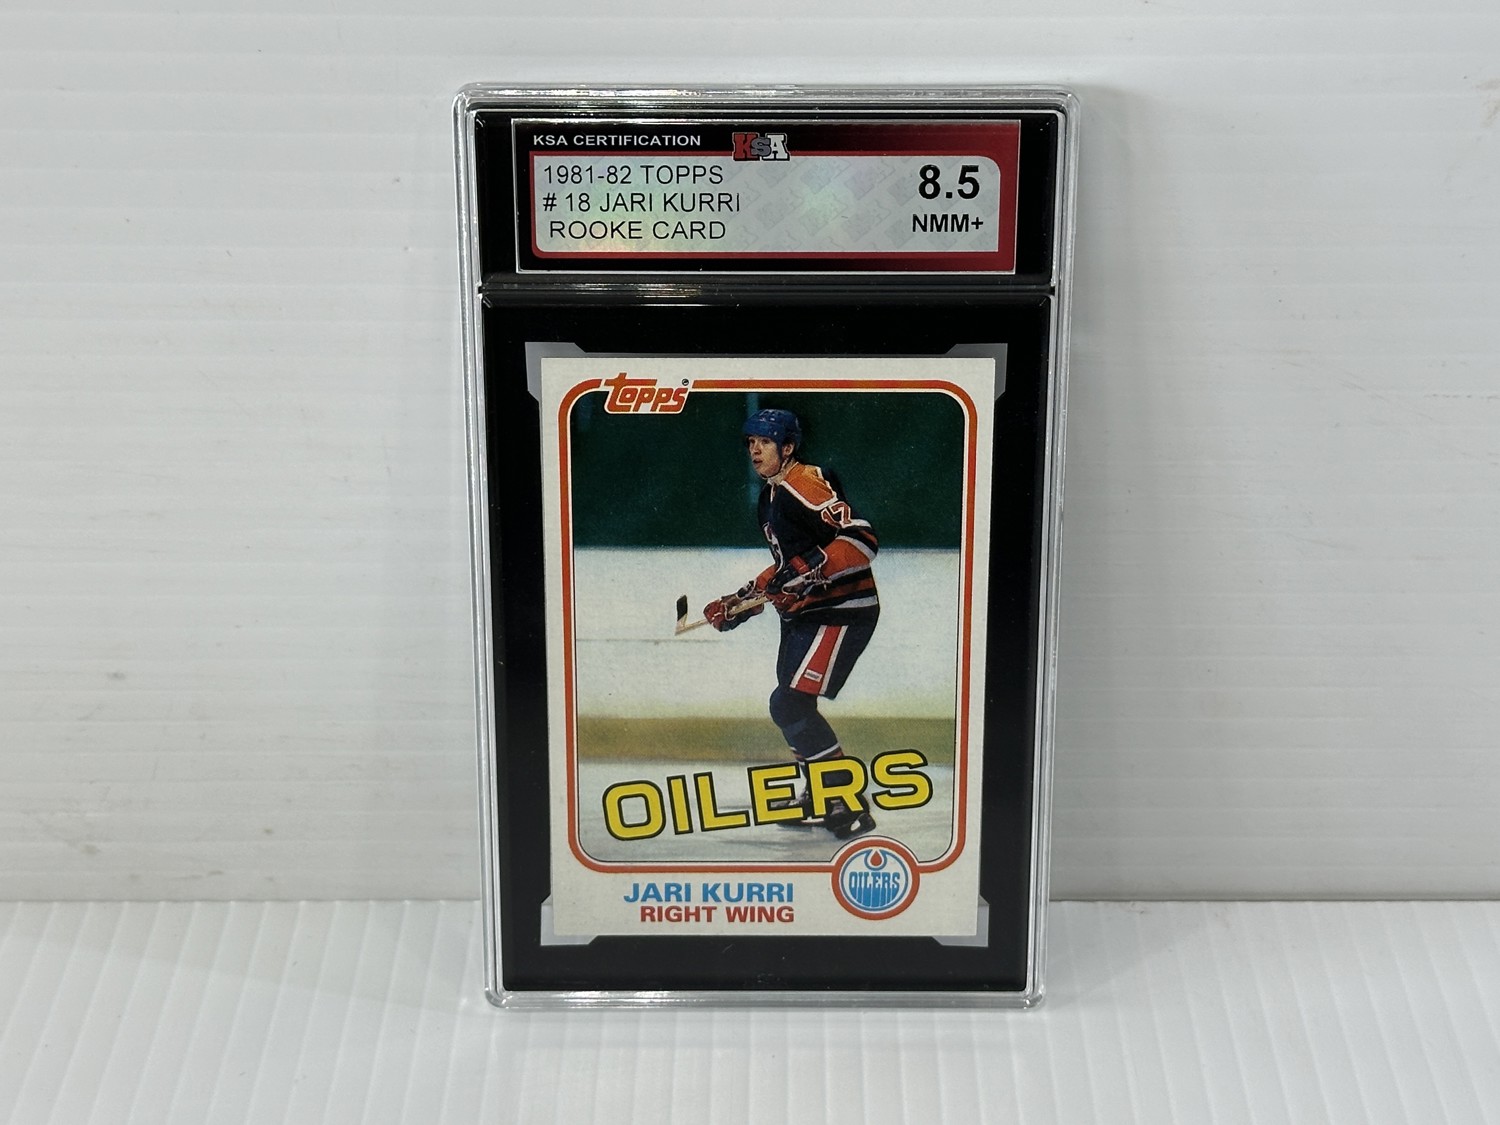 KSA CERTIFICATION
KSA
1981-82 TOPPS
# 18 JARI KURRI
ROOKE CARD
8.5
NMM+
Topps
17
OILERS
OILERS
JARI KURRI
RIGHT WING